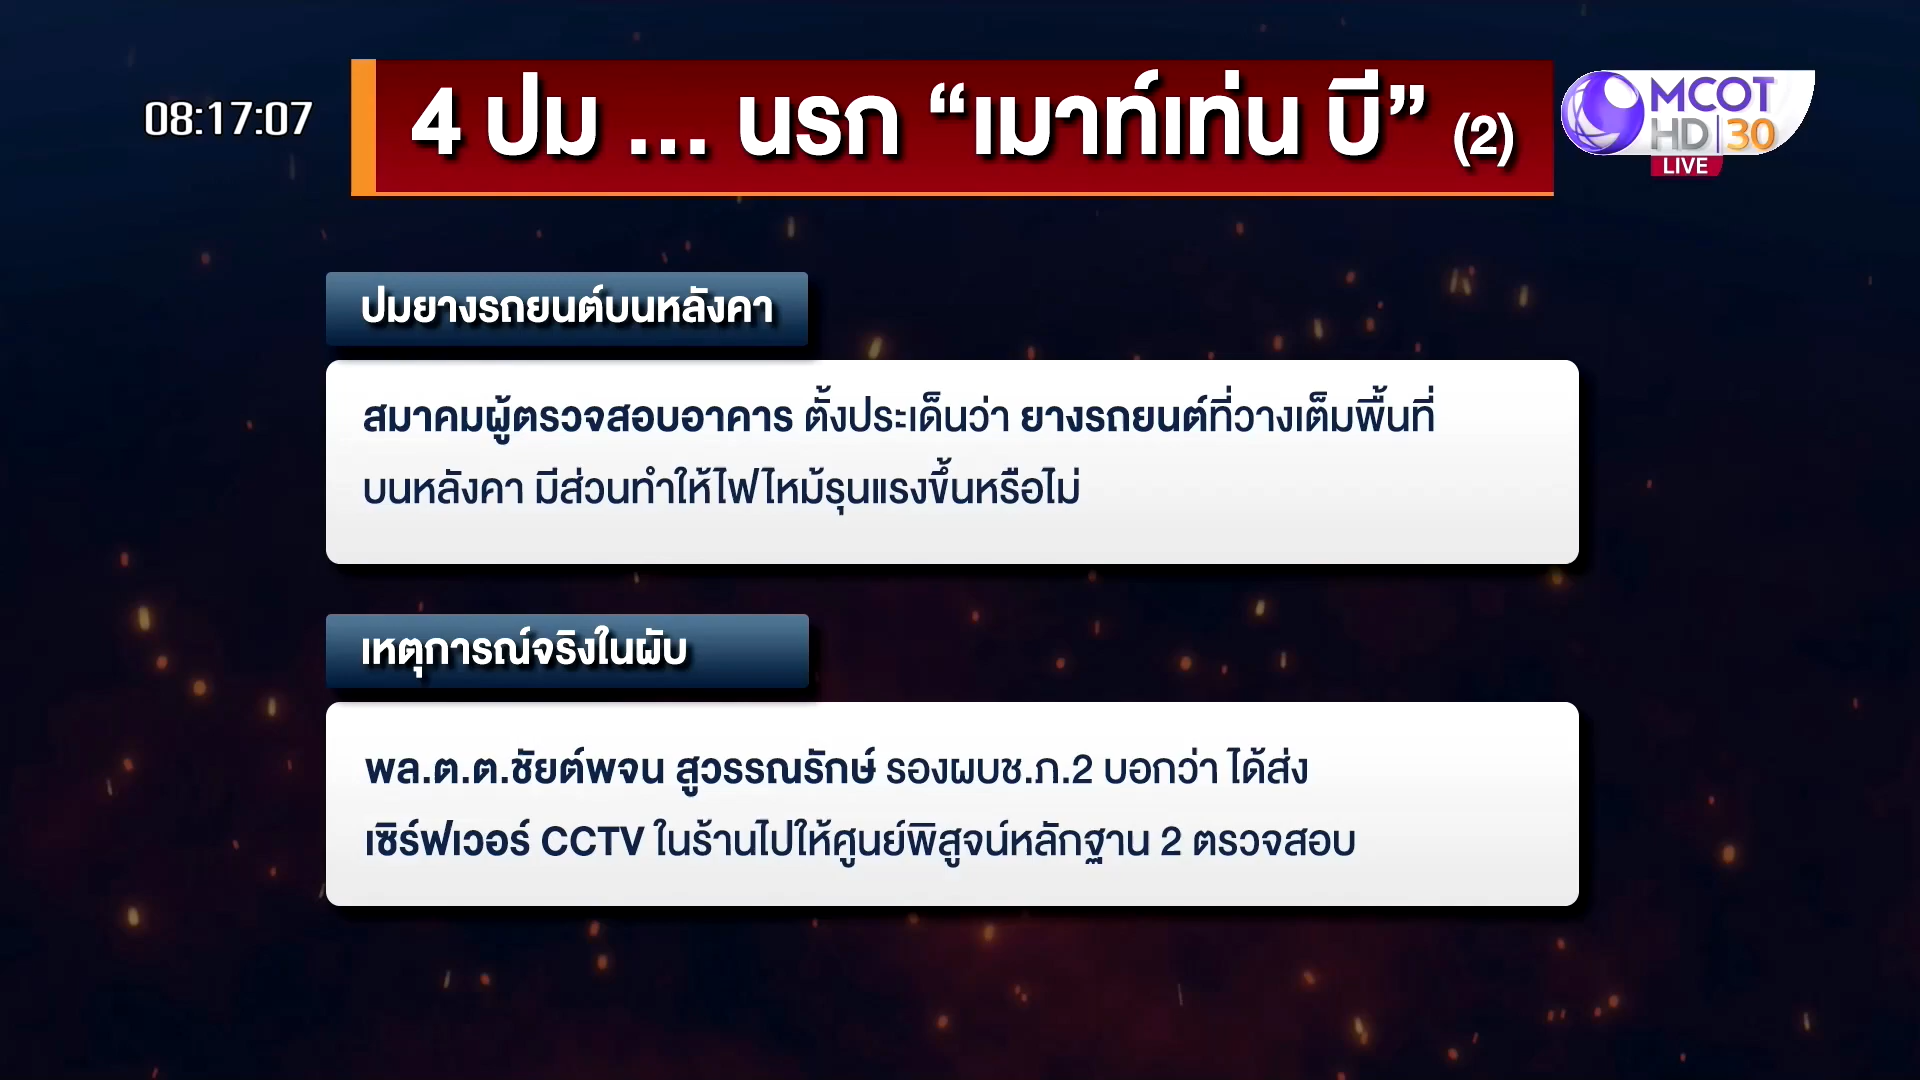 08:17:07
4 ปม ... นรก “เมาท์เท่น บี” (2)
MCOT
HD 30
LIVE
ปมยางรถยนต์บนหลังคา
สมาคมผู้ตรวจสอบอาคาร ตั้งประเด็นว่า ยางรถยนต์ที่วางเต็มพื้นที่
บนหลังคา มีส่วนทำให้ไฟไหม้รุนแรงขึ้นหรือไม่
เหตุการณ์จริงในผับ
พล.ต.ต.ชัยต์พจน สูวรรณรักษ์ รองผบช.ภ.2 บอกว่า ได้ส่ง
เซิร์ฟเวอร์ CCTV ในร้านไปให้ศูนย์พิสูจน์หลักฐาน 2 ตรวจสอบ